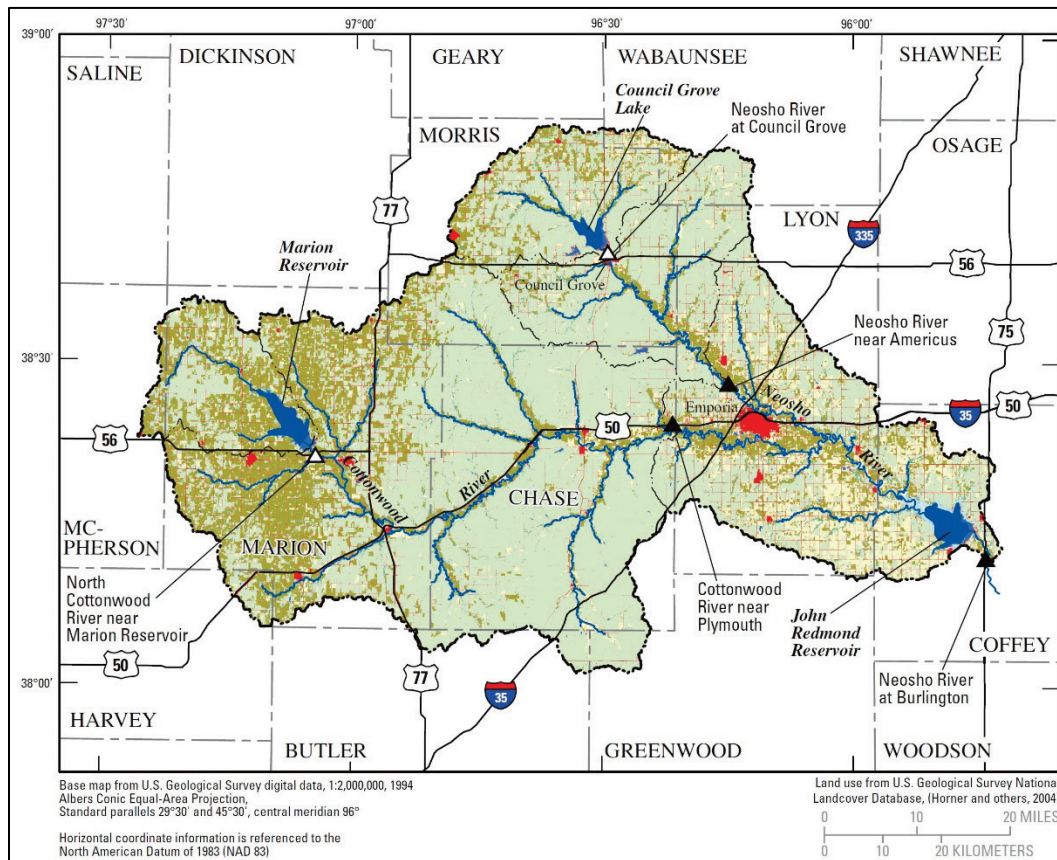 97°30'
97°00'
96°30'
96°00'
39°00'
DICKINSON
GEARY
WABAUNSEE
SHAWNEE
SALINE
Council Grove
Lake
Neosho River
at Council Grove
MORRIS
OSAGE
77
LYON
335
Marion
Reservoir
56
Council Grove
75
Neosho River
near Americus
38°30'
Neosho
Emporia
35
50
50
56
River
River
Cottonwood
CHASE
MC-
PHERSON
MARION
North
Cottonwood
River near
Marion Reservoir
Cottonwood
River near
Plymouth
John
Redmond
Reservoir
COFFEY
50
77
35
Neosho River
at Burlington
38°00'
HARVEY
BUTLER
GREENWOOD
WOODSON
Base map from U.S. Geological Survey digital data, 1:2,000,000, 1994
Albers Conic Equal-Area Projection,
Standard parallels 29°30' and 45°30', central meridian 96°
Horizontal coordinate information is referenced to the
North American Datum of 1983 (NAD 83)
Land use from U.S. Geological Survey National
Landcover Database, (Horner and others, 2004
0 10 20 MILES
0 10 20 KILOMETERS